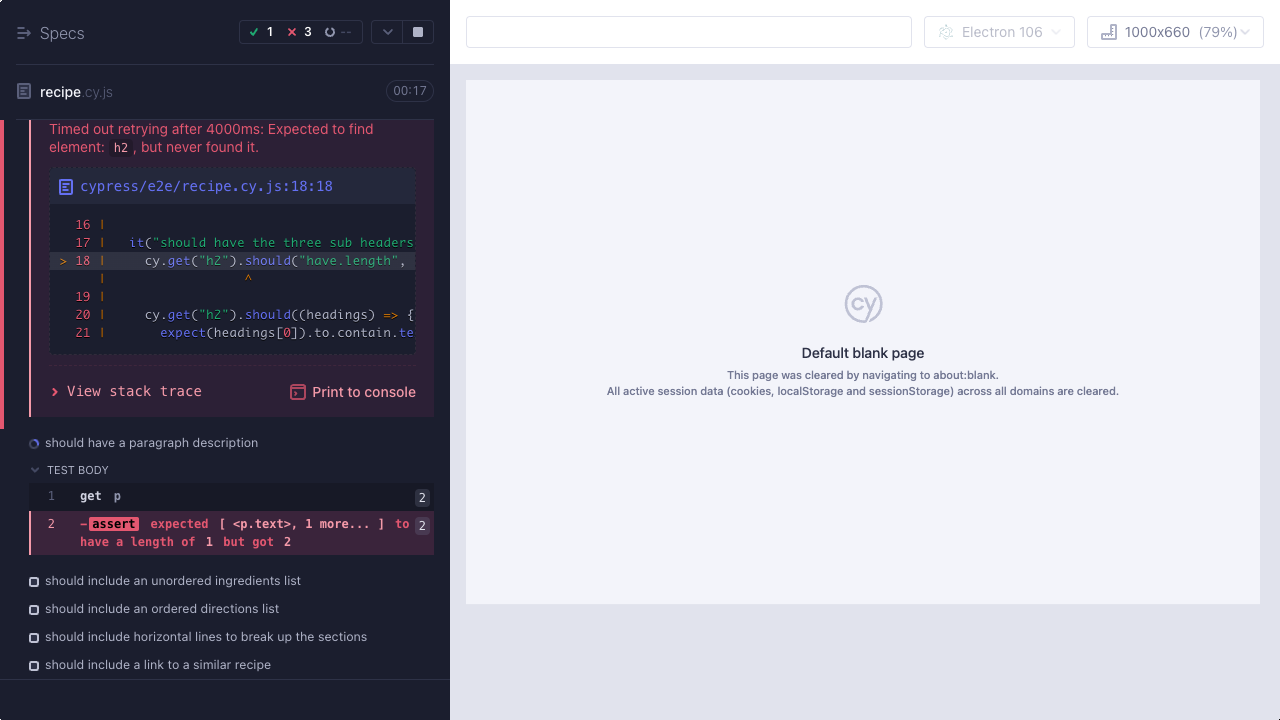 Specs
1
3
--
recipe.cy.js
00:17
Timed out retrying after 4000ms: Expected to find
element: h2, but never found it.
cypress/e2e/recipe.cy.js:18:18
16 |
17 | it("should have the three sub headers
> 18 | cy.get("h2").should("have.length",
| ^
19 |
20 | cy.get("h2").should((headings) => {
21 | expect(headings[0]).to.contain.te
View stack trace
Print to console
should have a paragraph description
TEST BODY
1 get p 2
2 -assert expected [ <p.text>, 1 more... ] to 2
have a length of 1 but got 2
should include an unordered ingredients list
should include an ordered directions list
should include horizontal lines to break up the sections
should include a link to a similar recipe
Electron 106
1000x660 (79%)
cy
Default blank page
This page was cleared by navigating to about:blank.
All active session data (cookies, localStorage and sessionStorage) across all domains are cleared.